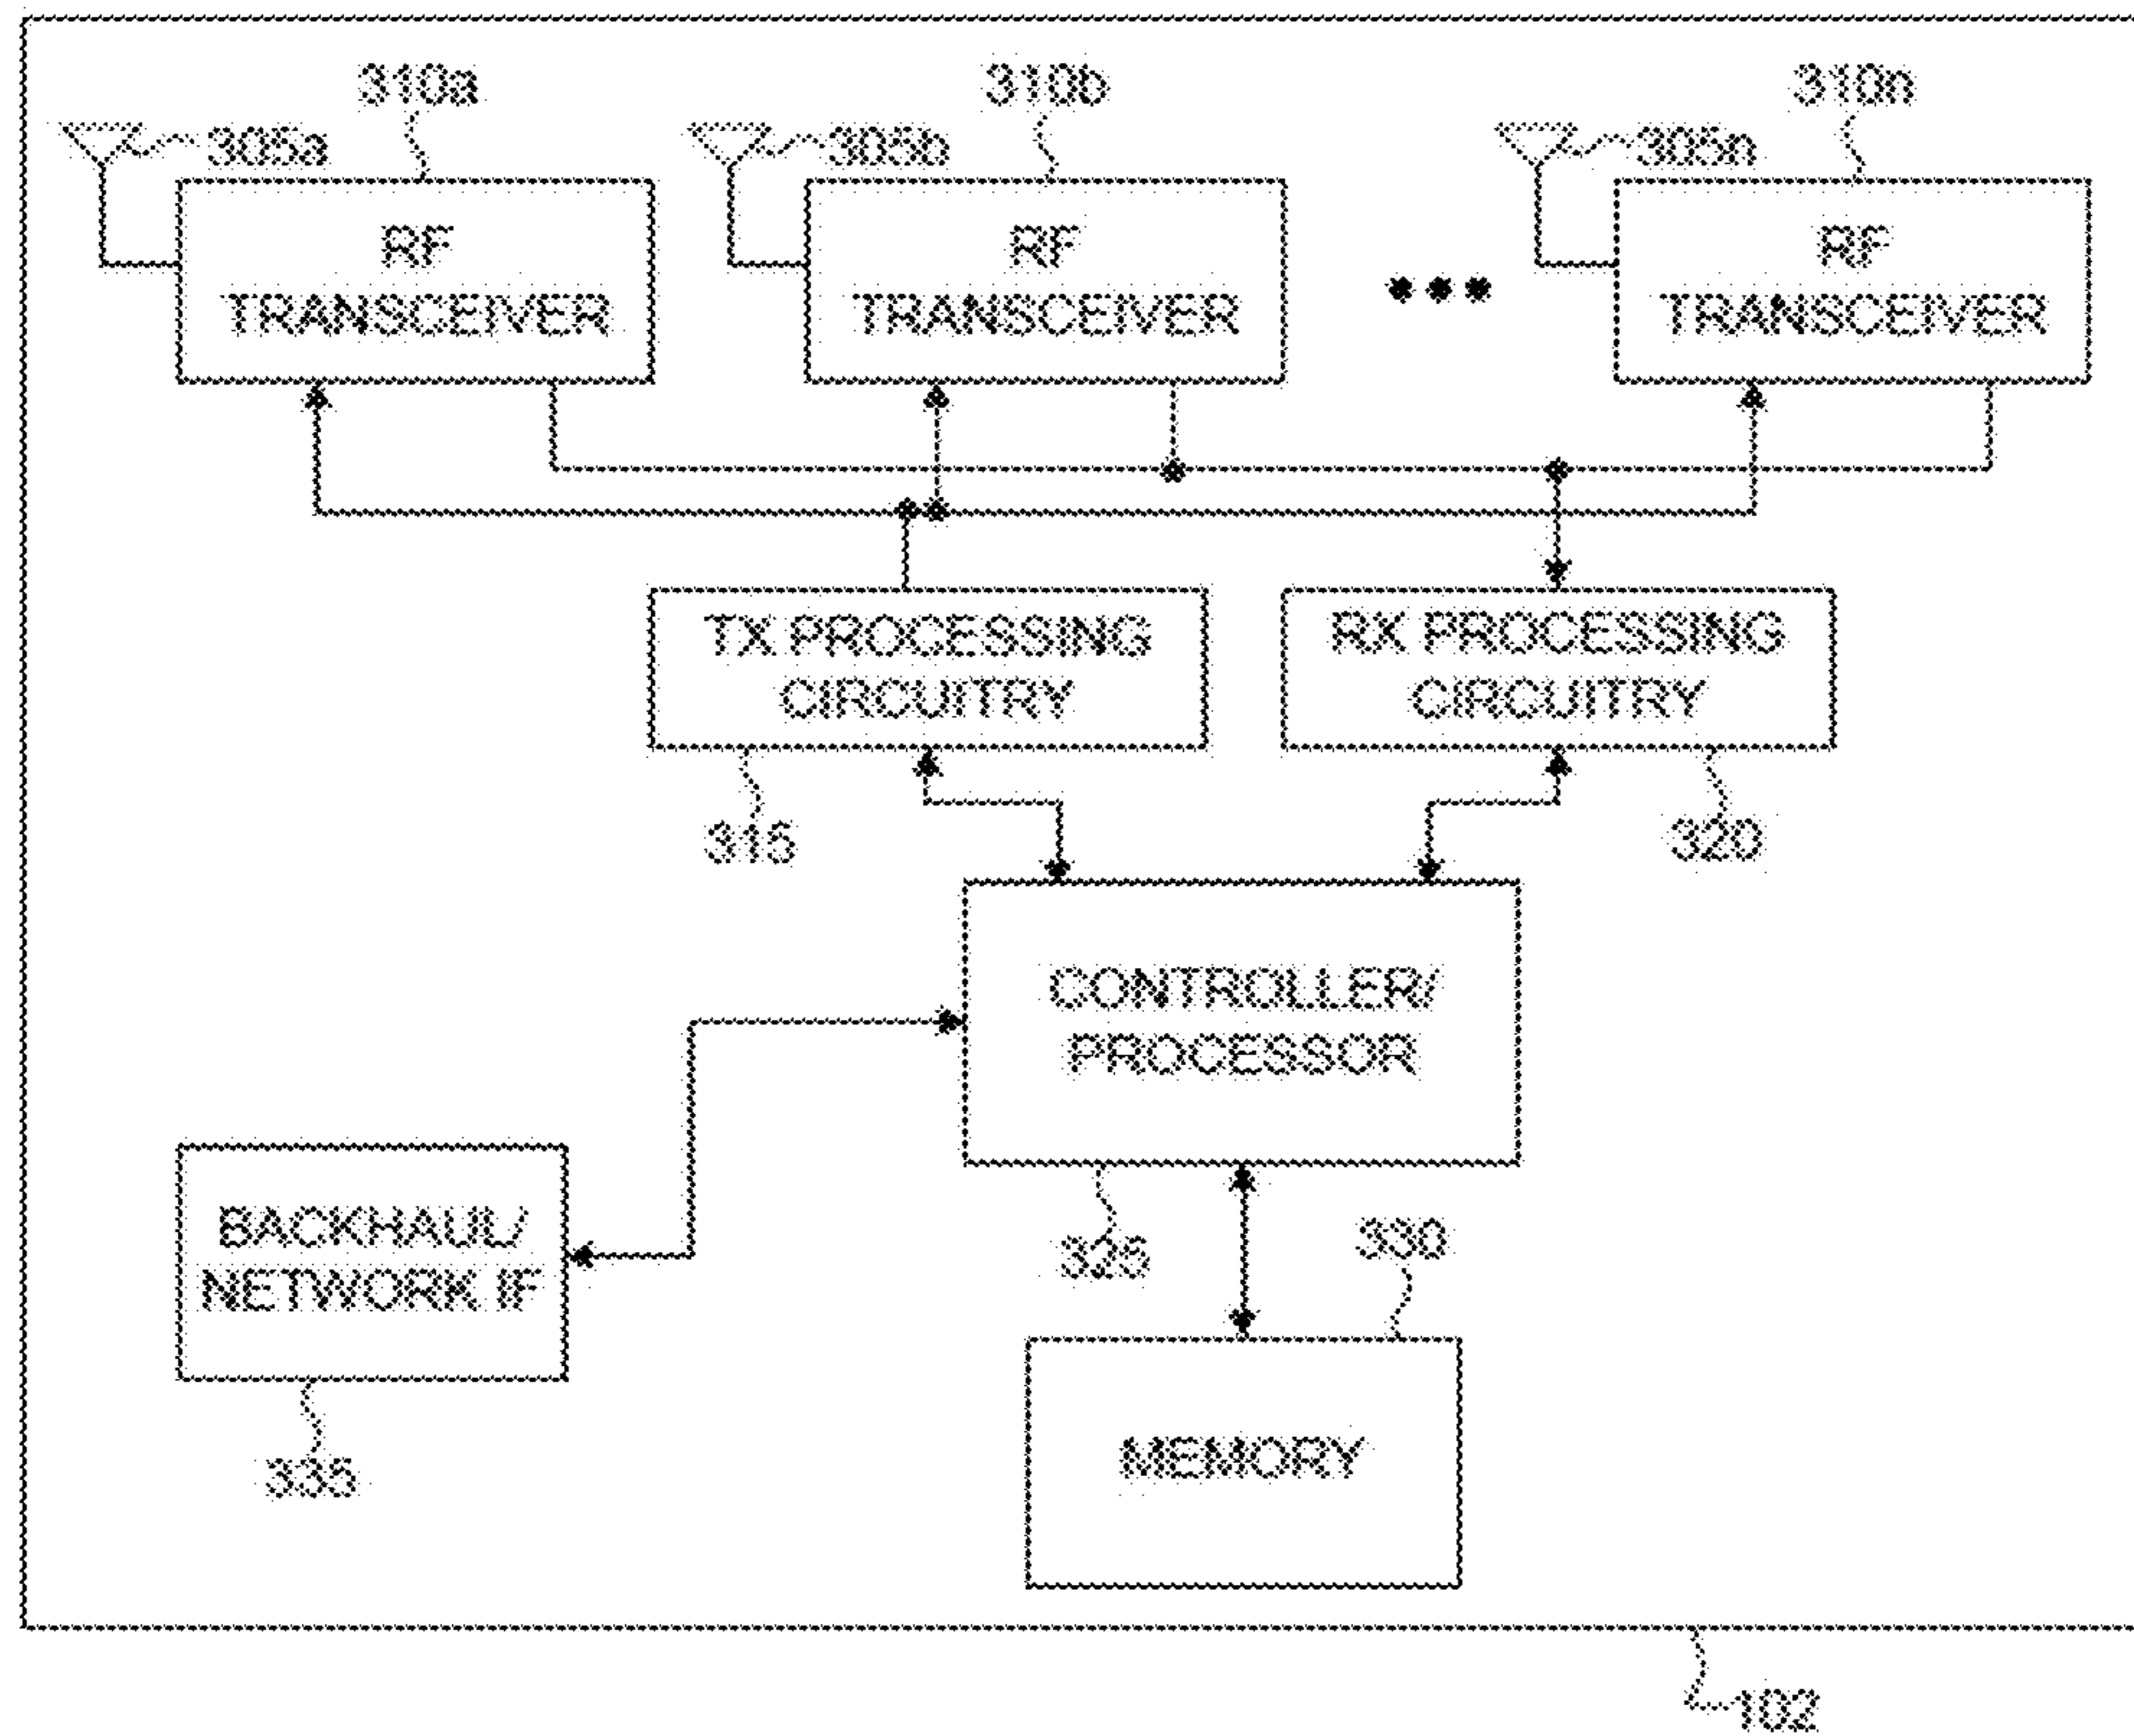 310a
310b
310n
305a
305b
305n
RF
TRANSCEIVER
RF
TRANSCEIVER
RF
TRANSCEIVER
TX PROCESSING
CIRCUITRY
RX PROCESSING
CIRCUITRY
315
320
CONTROLLER/
PROCESSOR
BACKHAUL/
NETWORK IF
325
330
MEMORY
335
102